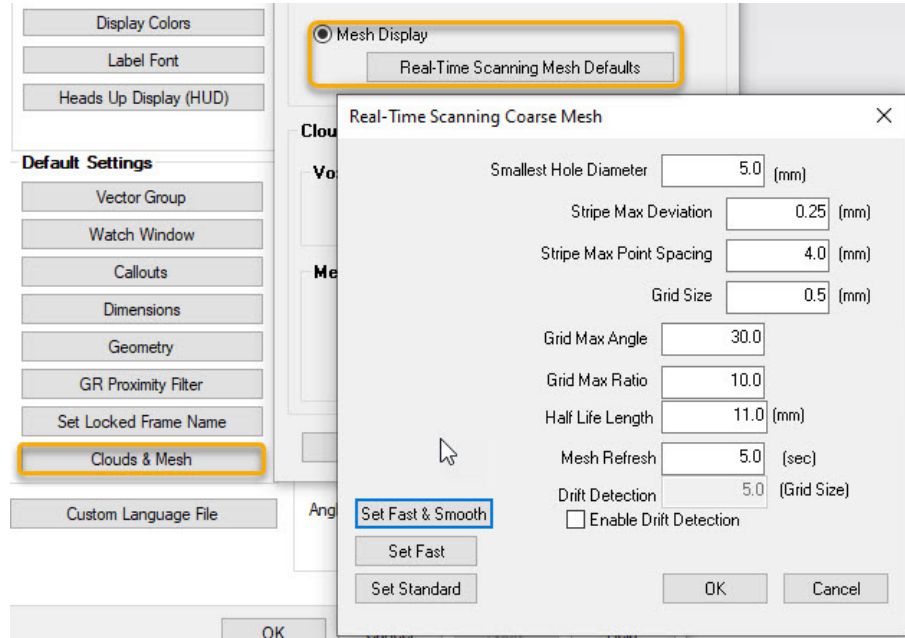 Display Colors
Label Font
Heads Up Display (HUD)
Default Settings
Vector Group
Watch Window
Callouts
Dimensions
Geometry
GR Proximity Filter
Set Locked Frame Name
Clouds & Mesh
Custom Language File
OK
Mesh Display
Real-Time Scanning Mesh Defaults
Clou
Vo
Me
Angl
Real-Time Scanning Coarse Mesh
Smallest Hole Diameter 5.0 (mm)
Stripe Max Deviation 0.25 (mm)
Stripe Max Point Spacing 4.0 (mm)
Grid Size 0.5 (mm)
Grid Max Angle 30.0
Grid Max Ratio 10.0
Half Life Length 11.0 (mm)
Mesh Refresh 5.0 (sec)
Drift Detection 5.0 (Grid Size)
Enable Drift Detection
Set Fast & Smooth
Set Fast
Set Standard
OK Cancel